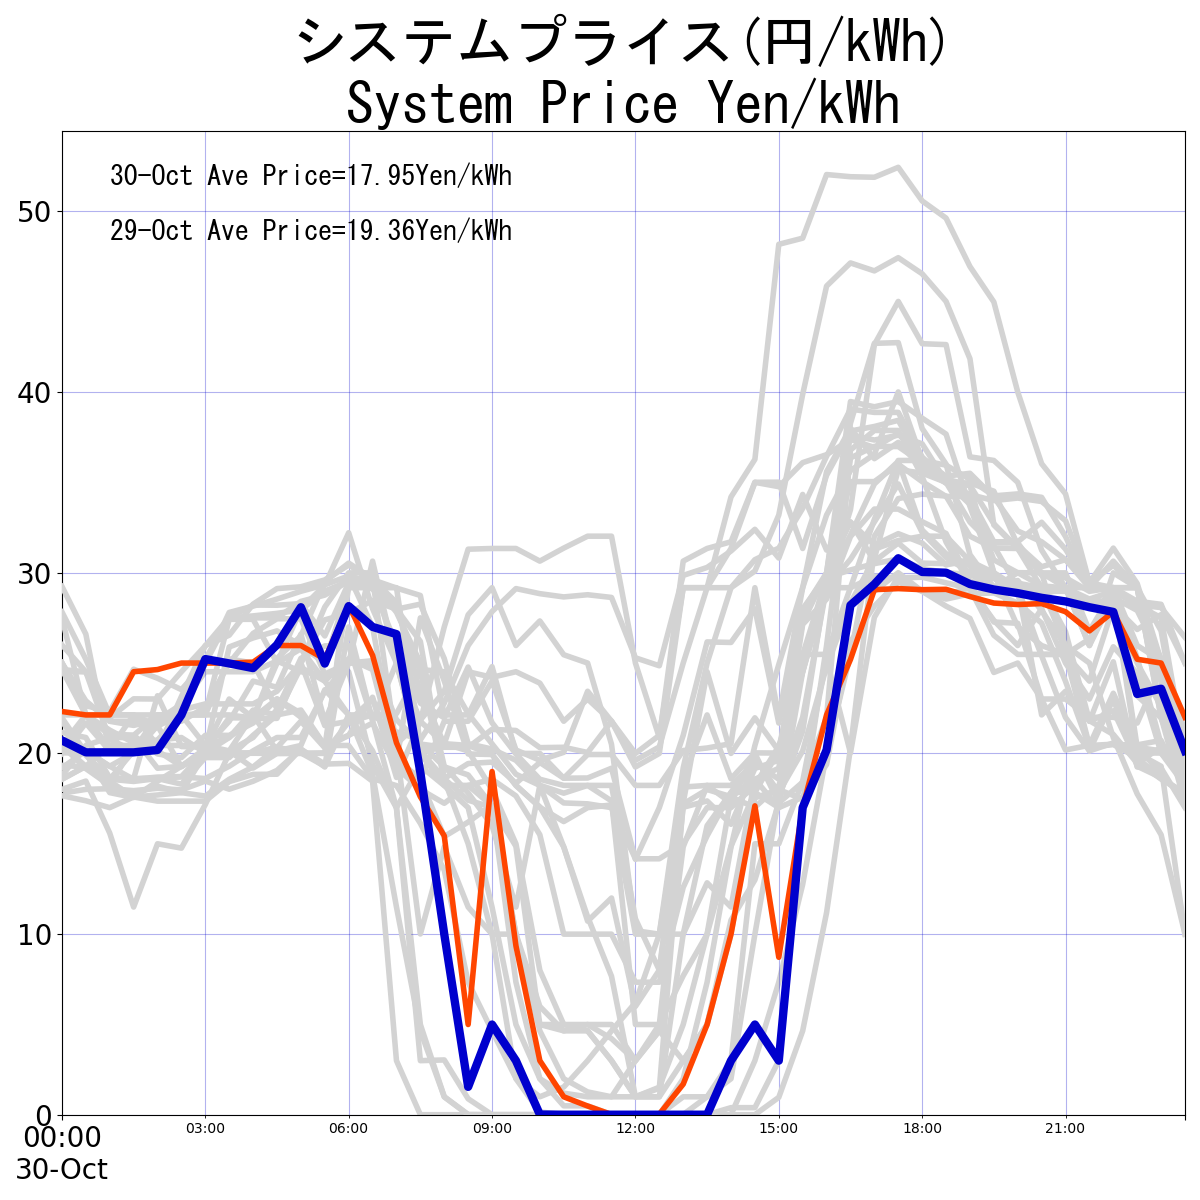 システムプライス(円/kWh)
System Price Yen/kWh
30-Oct Ave Price=17.95Yen/kWh
29-Oct Ave Price=19.36Yen/kWh
50
40
30
20
10
0
00:00 03:00 06:00 09:00 12:00 15:00 18:00 21:00
30-Oct